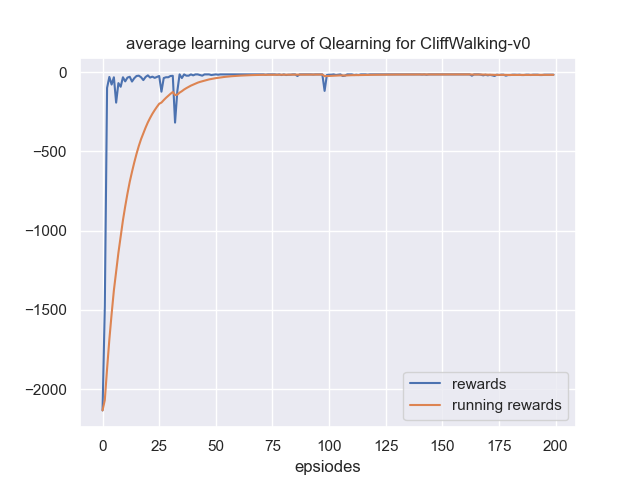 average learning curve of Qlearning for CliffWalking-v0
0
−500
−1000
−1500
−2000
rewards
running rewards
0 25 50 75 100 125 150 175 200
epsiodes